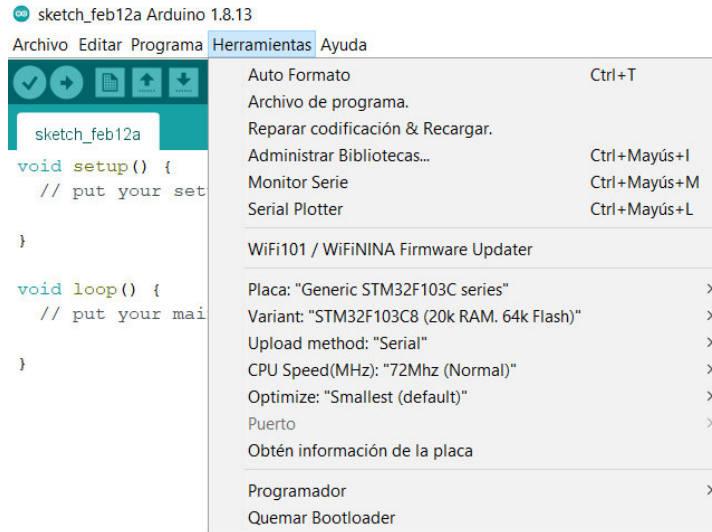 sketch_feb12a Arduino 1.8.13
Archivo Editar Programa Herramientas Ayuda
sketch_feb12a
void setup() {
// put your set
}
void loop() {
// put your mai
}
Auto Formato Ctrl+T
Archivo de programa.
Reparar codificación & Recargar.
Administrar Bibliotecas... Ctrl+Mayús+I
Monitor Serie Ctrl+Mayús+M
Serial Plotter Ctrl+Mayús+L
WiFi101 / WiFiNINA Firmware Updater
Placa: "Generic STM32F103C series"
Variant: "STM32F103C8 (20k RAM. 64k Flash)"
Upload method: "Serial"
CPU Speed(MHz): "72Mhz (Normal)"
Optimize: "Smallest (default)"
Puerto
Obtén información de la placa
Programador
Quemar Bootloader